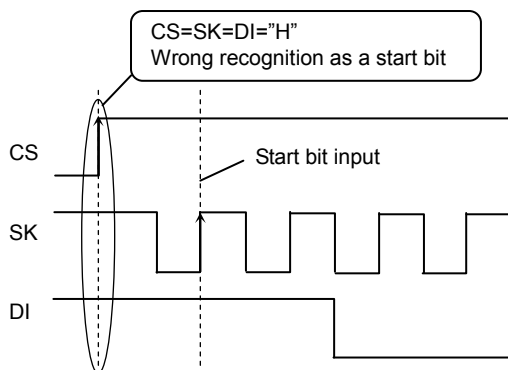 CS=SK=DI=”H”
Wrong recognition as a start bit
CS
Start bit input
SK
DI